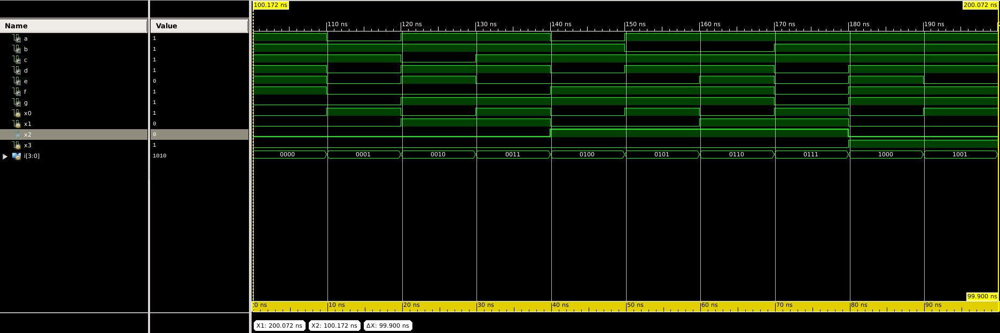 100.172 ns 200.072 ns
Name Value
110 ns 120 ns 130 ns 140 ns 150 ns 160 ns 170 ns 180 ns 190 ns
a 1
b 1
c 1
d 1
e 0
f 1
g 1
x0 1
x1 0
x2 0
x3 1
i[3:0] 1010 0000 0001 0010 0011 0100 0101 0110 0111 1000 1001
99.900 ns
0 ns 10 ns 20 ns 30 ns 40 ns 50 ns 60 ns 70 ns 80 ns 90 ns
X1: 200.072 ns X2: 100.172 ns ΔX: 99.900 ns